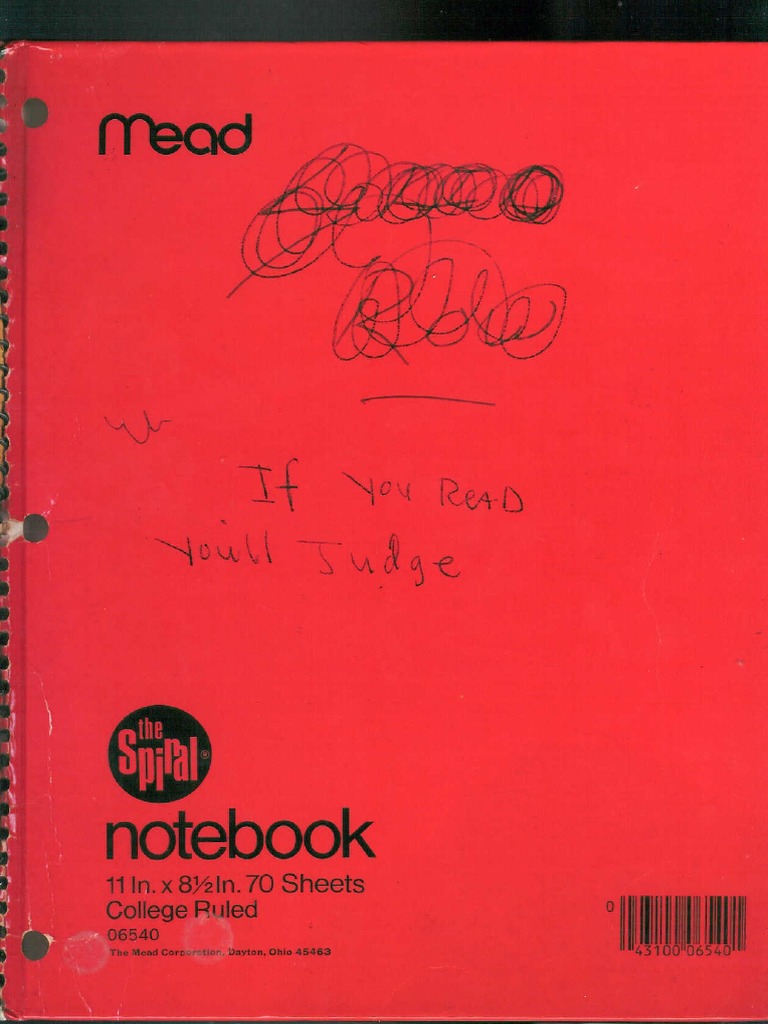 Mead
If you READ
You'll Judge
the
Spiral®
notebook
11 In. x 8½ In. 70 Sheets
College Ruled
06540
The Mead Corporation, Dayton, Ohio 45463
0 43100 06540